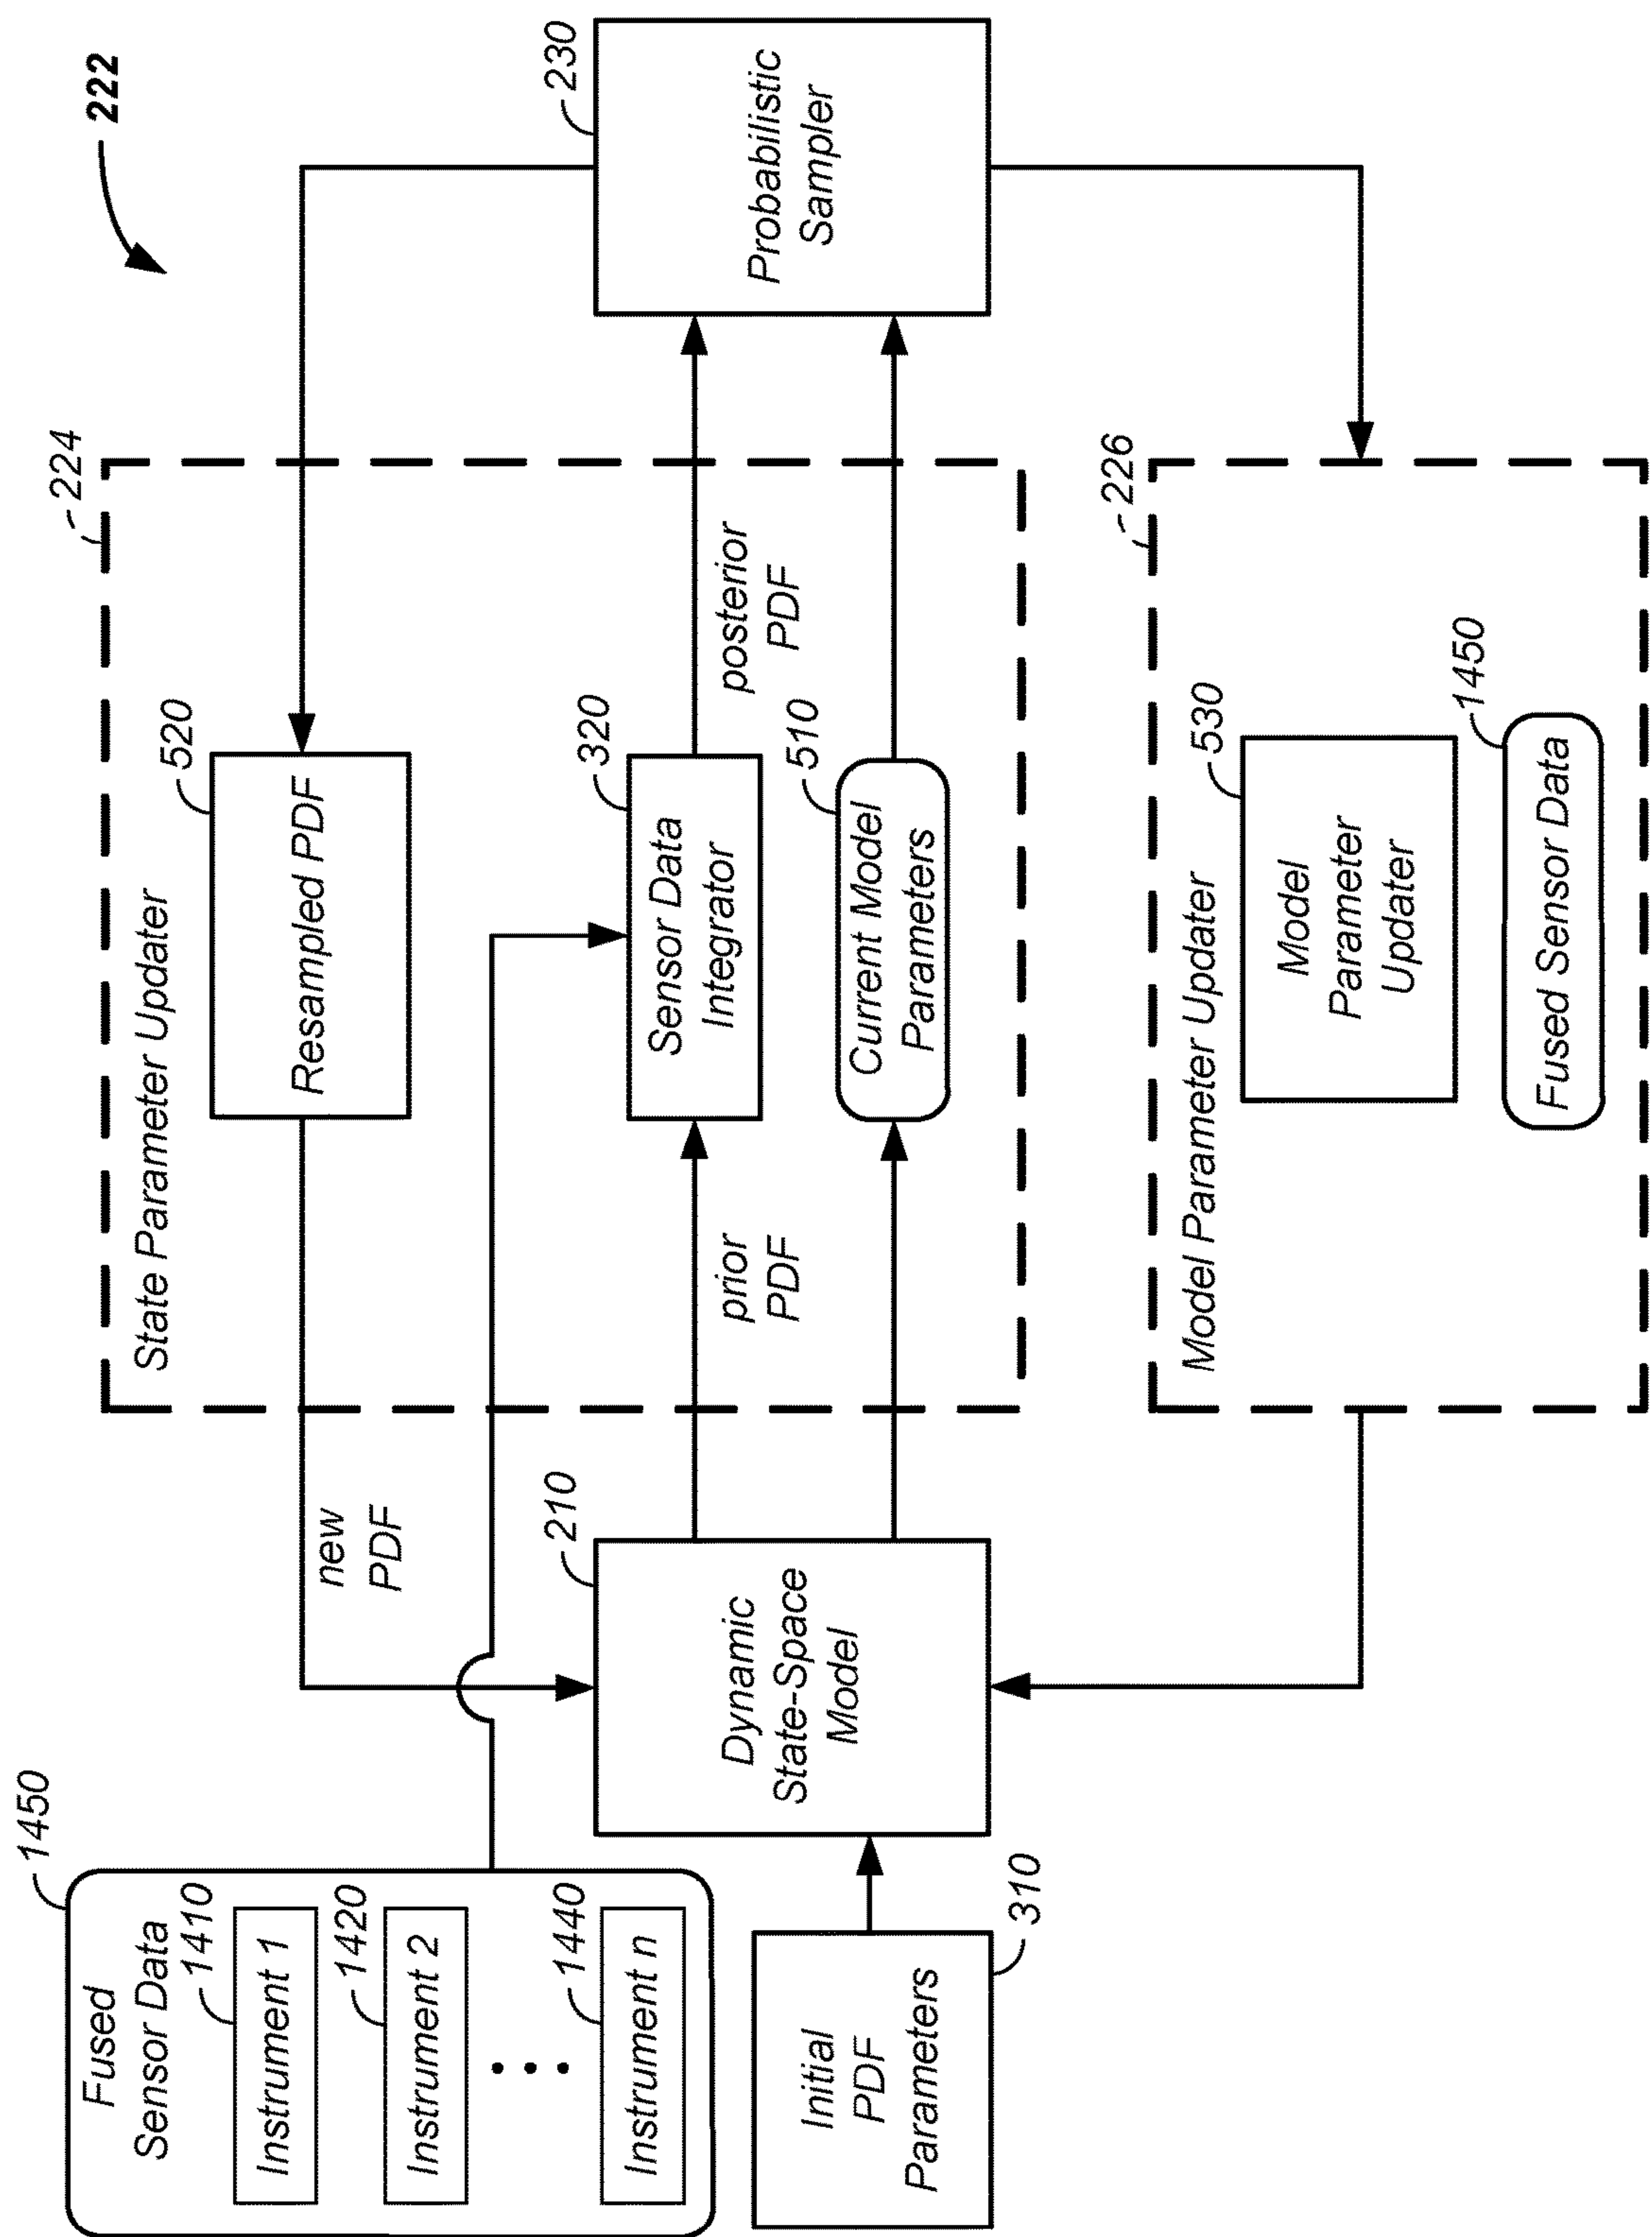 222
1450
Fused
Sensor Data
1410
Instrument 1
1420
Instrument 2
1440
Instrument n
Initial
PDF
Parameters
310
new
PDF
210
Dynamic
State-Space
Model
224
State Parameter Updater
520
Resampled PDF
prior
PDF
320
Sensor Data
Integrator
posterior
PDF
510
Current Model
Parameters
230
Probabilistic
Sampler
226
Model Parameter Updater
530
Model
Parameter
Updater
1450
Fused Sensor Data